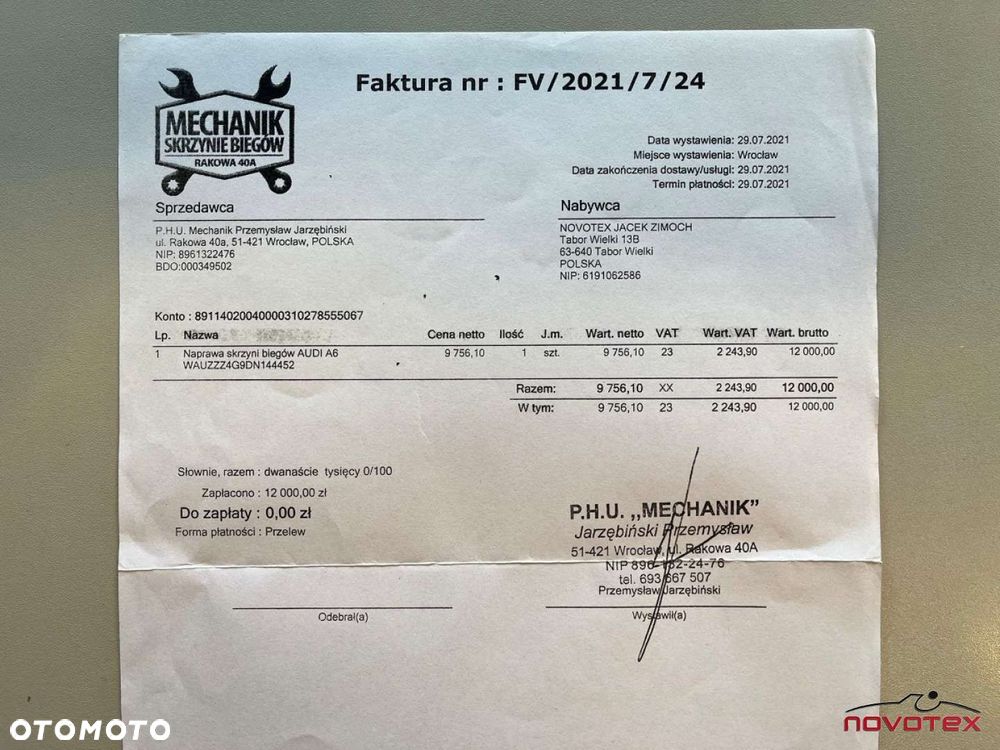 MECHANIK
SKRZYNIE BIEGÓW
RAKOWA 40A
Faktura nr : FV/2021/7/24
Data wystawienia: 29.07.2021
Miejsce wystawienia: Wrocław
Data zakończenia dostawy/usługi: 29.07.2021
Termin płatności: 29.07.2021
Sprzedawca
P.H.U. Mechanik Przemysław Jarzębiński
ul. Rakowa 40a, 51-421 Wrocław, POLSKA
NIP: 8961322476
BDO:000349502
Nabywca
NOVOTEX JACEK ZIMOCH
Tabor Wielki 13B
63-640 Tabor Wielki
POLSKA
NIP: 6191062586
Konto : 89114020040000310278555067
Lp. Nazwa Cena netto Ilość J.m. Wart. netto VAT Wart. VAT Wart. brutto
1 Naprawa skrzyni biegów AUDI A6 9 756,10 1 szt. 9 756,10 23 2 243,90 12 000,00
WAUZZZ4G9DN144452
Razem: 9 756,10 XX 2 243,90 12 000,00
W tym: 9 756,10 23 2 243,90 12 000,00
Słownie, razem : dwanaście tysięcy 0/100
Zapłacono : 12 000,00 zł
Do zapłaty : 0,00 zł
Forma płatności : Przelew
P.H.U. „MECHANIK”
Jarzębiński Przemysław
51-421 Wrocław, ul. Rakowa 40A
NIP 896-132-24-76
tel. 693 667 507
Przemysław Jarzębiński
Odebrał(a)
Wystawił(a)
OTOMOTO
NOVOTEX